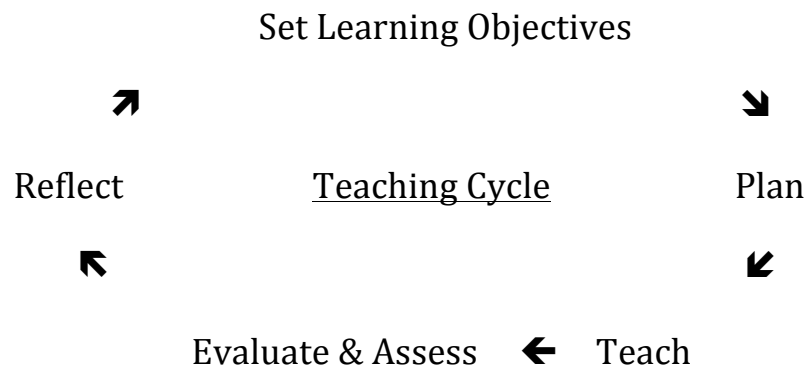 Set Learning Objectives
Reflect Teaching Cycle Plan
Evaluate & Assess Teach